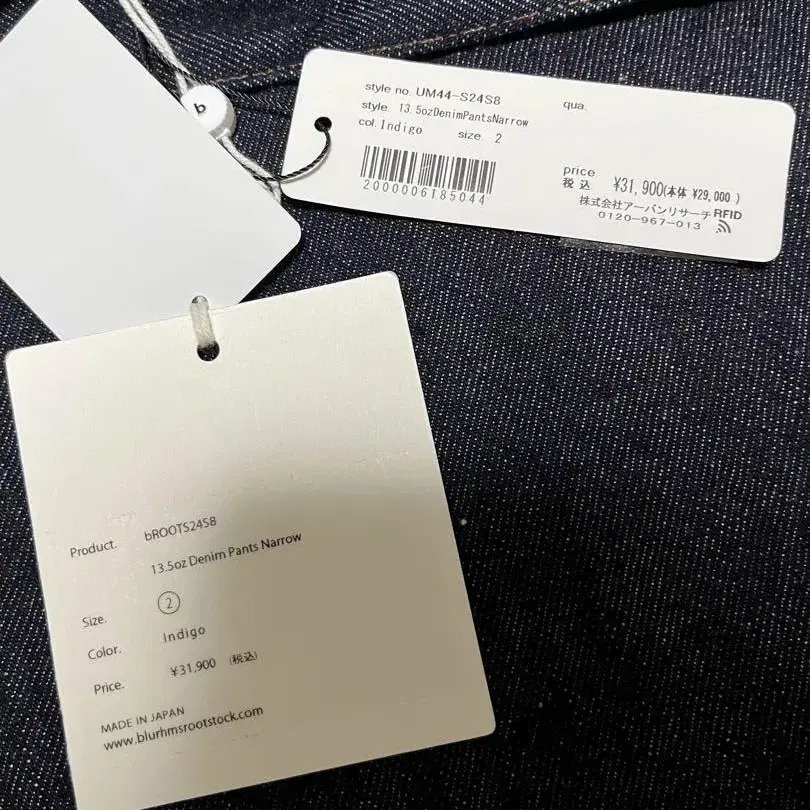 b
style no. UM44-S24S8
qua.
style. 13.5ozDenimPantsNarrow
col.Indigo size. 2
2000006185044
price
税込 ¥31,900(本体 ¥29,000 )
株式会社アーバンリサーチ RFID
0120-967-013
Product. bROOTS24S8
13.5oz Denim Pants Narrow
Size. 2
Color. Indigo
Price. ¥31,900 (税込)
MADE IN JAPAN
www.blurhmsrootstock.com